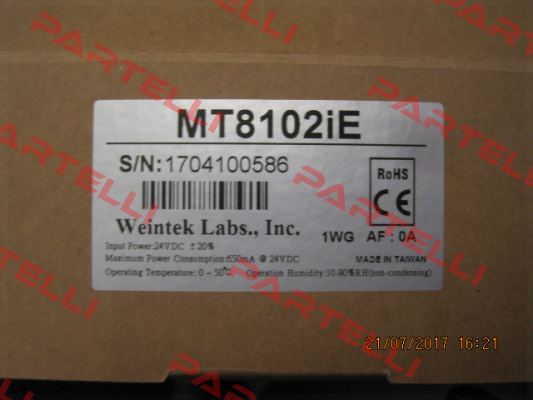 PARTELLI
PARTELLI
PARTELLI
PARTELLI
PARTELLI
MT8102iE
S/N:1704100586
RoHS
CE
Weintek Labs., Inc.
1WG AF : 0A
Input Power:24VDC ±20%
Maximum Power Consumption:650mA @ 24VDC
MADE IN TAIWAN
Operating Temperature: 0 ~ 50℃ Operation Humidity:10-90%RH(non-condensing)
21/07/2017 16:21